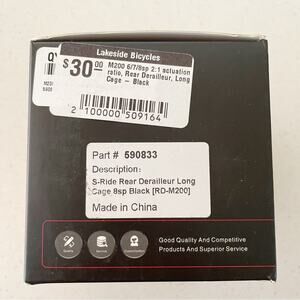 Lakeside Bicycles
$30.00
M200 6/7/8sp 2:1 actuation
ratio, Rear Derailleur, Long
Cage – Black
2 100000 509164
Part # 590833
Description:
S-Ride Rear Derailleur Long
Cage 8sp Black [RD-M200]
Made in China
Good Quality And Competitive
Products And Superior Service